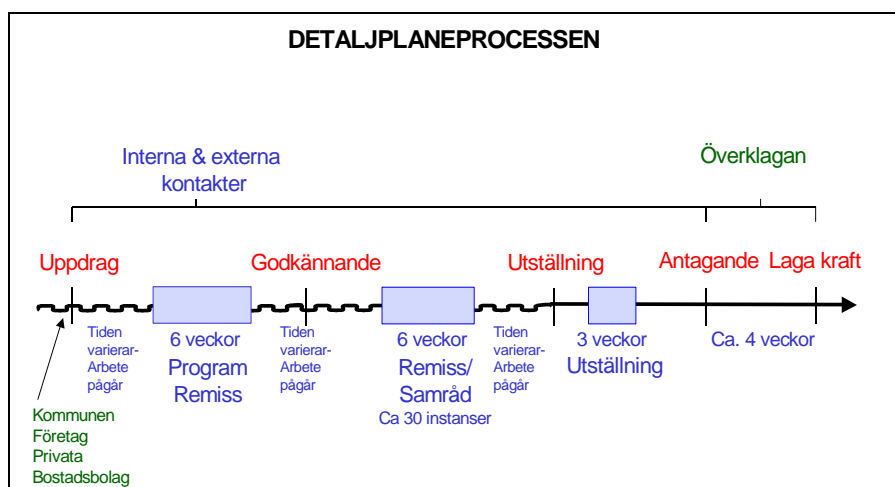 DETALJPLANEPROCESSEN
Interna & externa
kontakter
Överklagan
Uppdrag
Godkännande
Utställning
Antagande
Laga kraft
Tiden
varierar-
Arbete
pågår
6 veckor
Program
Remiss
Tiden
varierar-
Arbete
pågår
6 veckor
Remiss/
Samråd
Ca 30 instanser
Tiden
varierar-
Arbete
pågår
3 veckor
Utställning
Ca. 4 veckor
Kommunen
Företag
Privata
Bostadsbolag